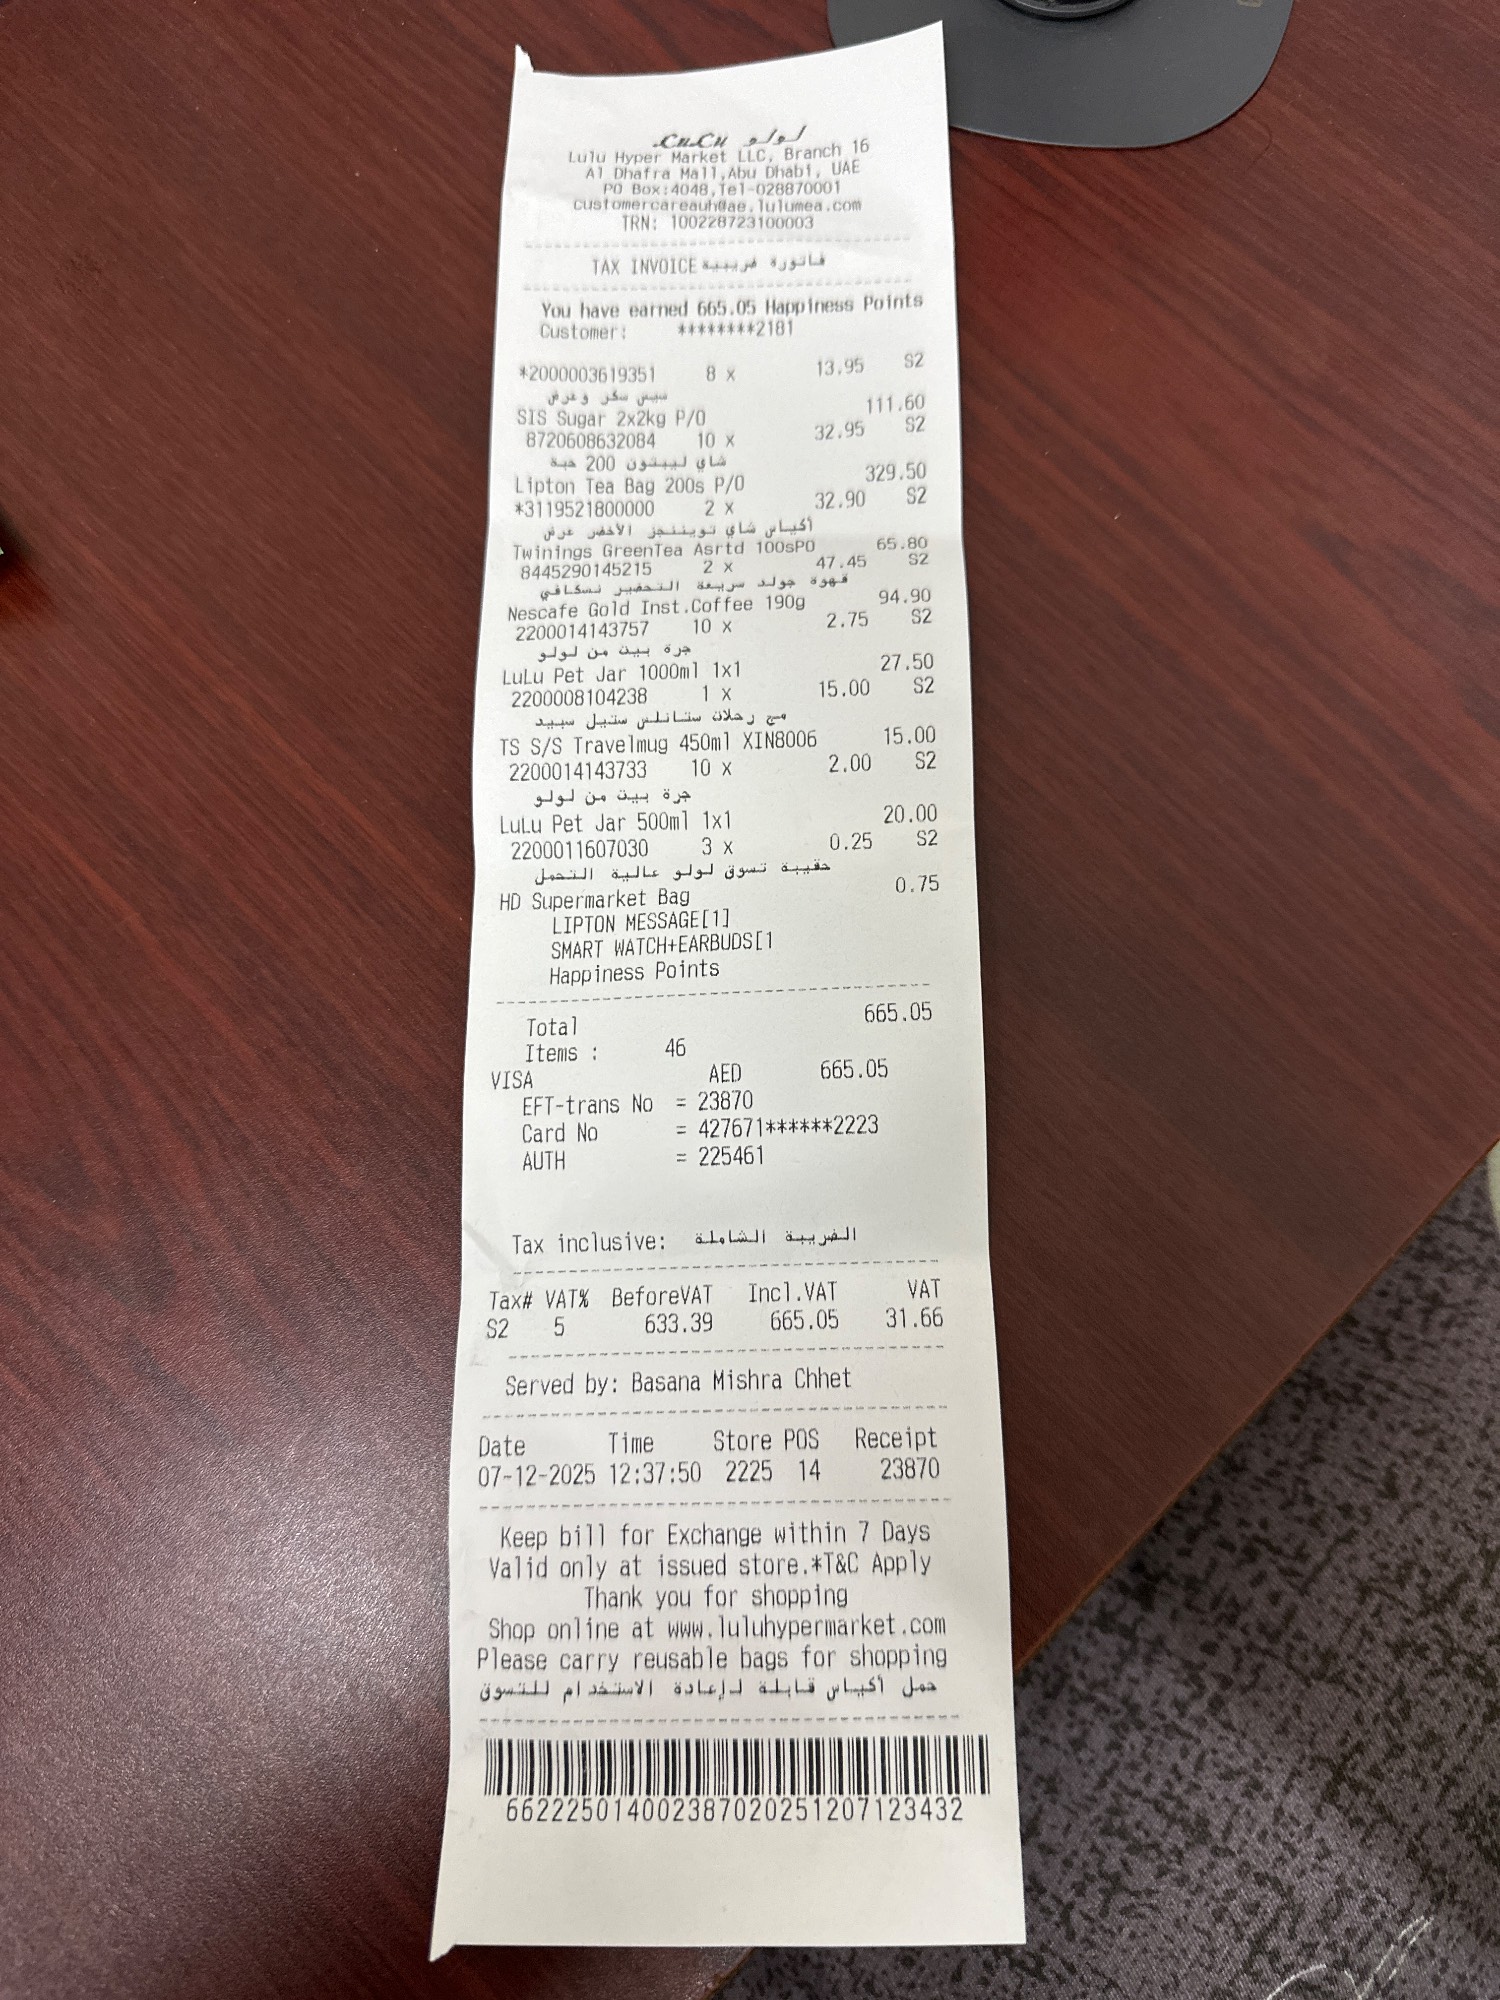 LuLu لولو
Lulu Hyper Market LLC, Branch 16
Al Dhafra Mall,Abu Dhabi, UAE
PO Box:4048,Tel-028870001
customercareauh@ae.lulumea.com
TRN: 100228723100003
TAX INVOICE فاتورة ضريبية
You have earned 665.05 Happiness Points
Customer: ********2181
*2000003619351 8 x 13.95 S2
سيس سكر وعرض
SIS Sugar 2x2kg P/O 111.60
8720608632084 10 x 32.95 S2
شاي ليبتون 200 حبة
Lipton Tea Bag 200s P/O 329.50
*3119521800000 2 x 32.90 S2
أكياس شاي توينينجز الأخضر عرض
Twinings GreenTea Asrtd 100sPO 65.80
8445290145215 2 x 47.45 S2
قهوة جولد سريعة التحضير نسكافي
Nescafe Gold Inst.Coffee 190g 94.90
2200014143757 10 x 2.75 S2
جرة بيت من لولو
LuLu Pet Jar 1000ml 1x1 27.50
2200008104238 1 x 15.00 S2
مج رحلات ستانلس ستيل سبيد
TS S/S Travelmug 450ml XIN8006 15.00
2200014143733 10 x 2.00 S2
جرة بيت من لولو
LuLu Pet Jar 500ml 1x1 20.00
2200011607030 3 x 0.25 S2
حقيبة تسوق لولو عالية التحمل
HD Supermarket Bag 0.75
LIPTON MESSAGE[1]
SMART WATCH+EARBUDS[1
Happiness Points
Total 665.05
Items : 46
VISA AED 665.05
EFT-trans No = 23870
Card No = 427671******2223
AUTH = 225461
Tax inclusive: الضريبة الشاملة
Tax# VAT% BeforeVAT Incl.VAT VAT
S2 5 633.39 665.05 31.66
Served by: Basana Mishra Chhet
Date Time Store POS Receipt
07-12-2025 12:37:50 2225 14 23870
Keep bill for Exchange within 7 Days
Valid only at issued store.*T&C Apply
Thank you for shopping
Shop online at www.luluhypermarket.com
Please carry reusable bags for shopping
حمل أكياس قابلة لإعادة الاستخدام للتسوق
662225014002387020251207123432